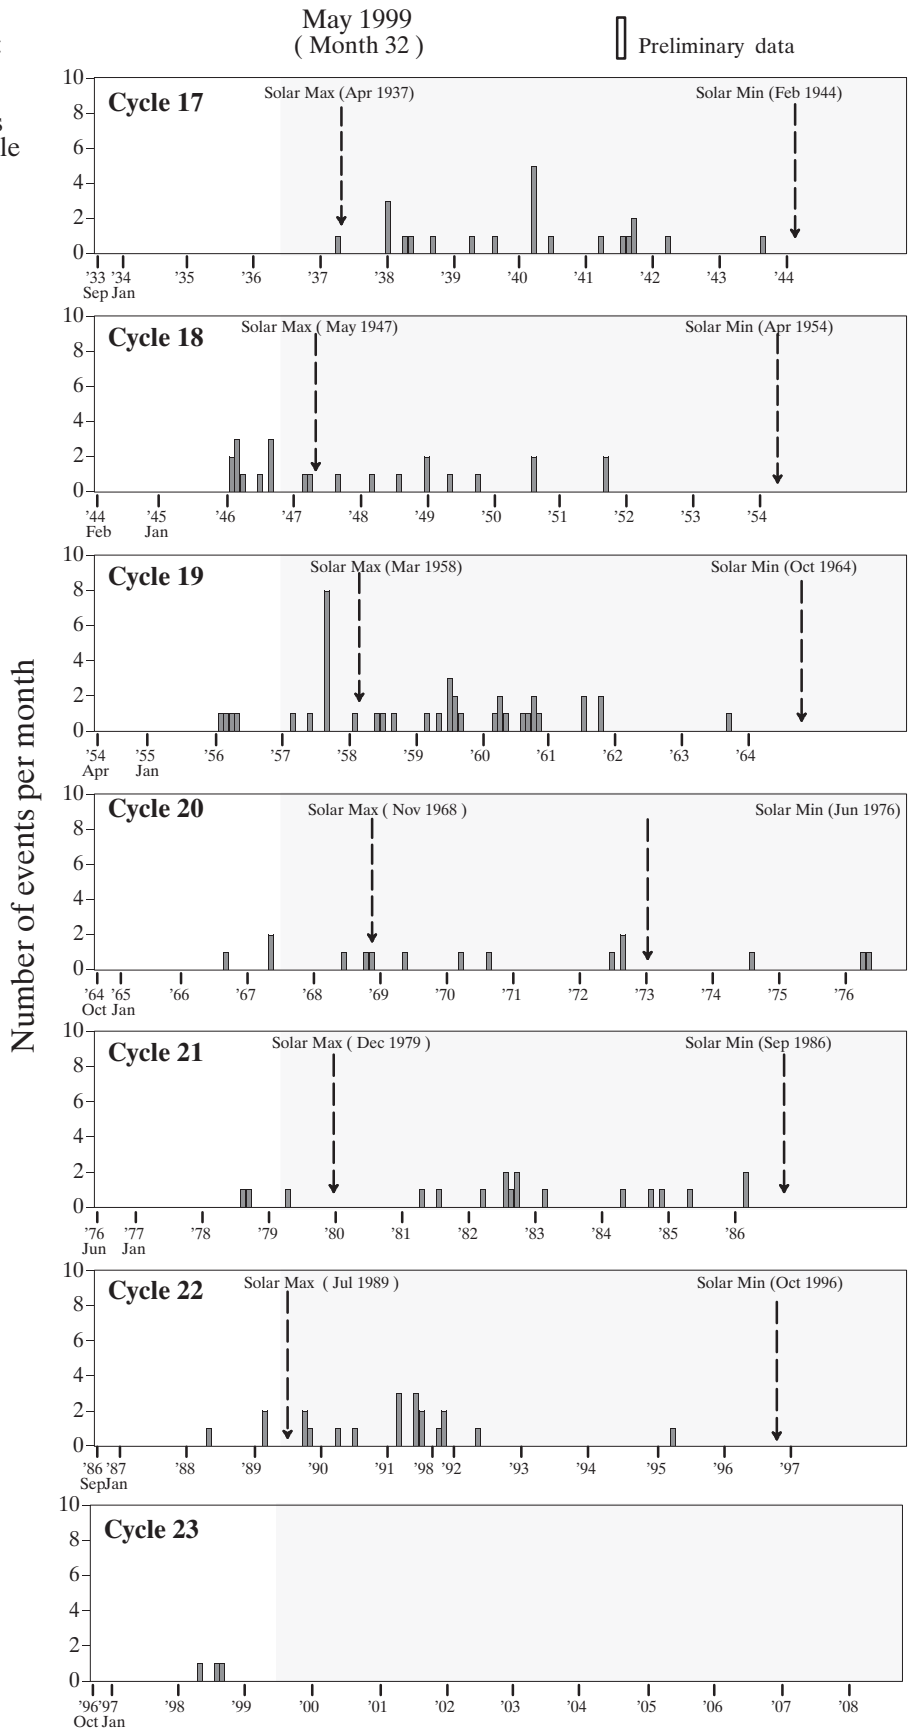 May 1999
( Month 32 )
Preliminary data
le
Number of events per month
Cycle 17
Solar Max (Apr 1937)
Solar Min (Feb 1944)
10
8
6
4
2
0
’33 ’34 ’35 ’36 ’37 ’38 ’39 ’40 ’41 ’42 ’43 ’44
Sep Jan
Cycle 18
Solar Max ( May 1947)
Solar Min (Apr 1954)
10
8
6
4
2
0
’44 ’45 ’46 ’47 ’48 ’49 ’50 ’51 ’52 ’53 ’54
Feb Jan
Cycle 19
Solar Max (Mar 1958)
Solar Min (Oct 1964)
10
8
6
4
2
0
’54 ’55 ’56 ’57 ’58 ’59 ’60 ’61 ’62 ’63 ’64
Apr Jan
Cycle 20
Solar Max ( Nov 1968 )
Solar Min (Jun 1976)
10
8
6
4
2
0
’64 ’65 ’66 ’67 ’68 ’69 ’70 ’71 ’72 ’73 ’74 ’75 ’76
Oct Jan
Cycle 21
Solar Max ( Dec 1979 )
Solar Min (Sep 1986)
10
8
6
4
2
0
’76 ’77 ’78 ’79 ’80 ’81 ’82 ’83 ’84 ’85 ’86
Jun Jan
Cycle 22
Solar Max ( Jul 1989 )
Solar Min (Oct 1996)
10
8
6
4
2
0
’86 ’87 ’88 ’89 ’90 ’91 ’98 ’92 ’93 ’94 ’95 ’96 ’97
Sep Jan
Cycle 23
10
8
6
4
2
0
’96 ’97 ’98 ’99 ’00 ’01 ’02 ’03 ’04 ’05 ’06 ’07 ’08
Oct Jan